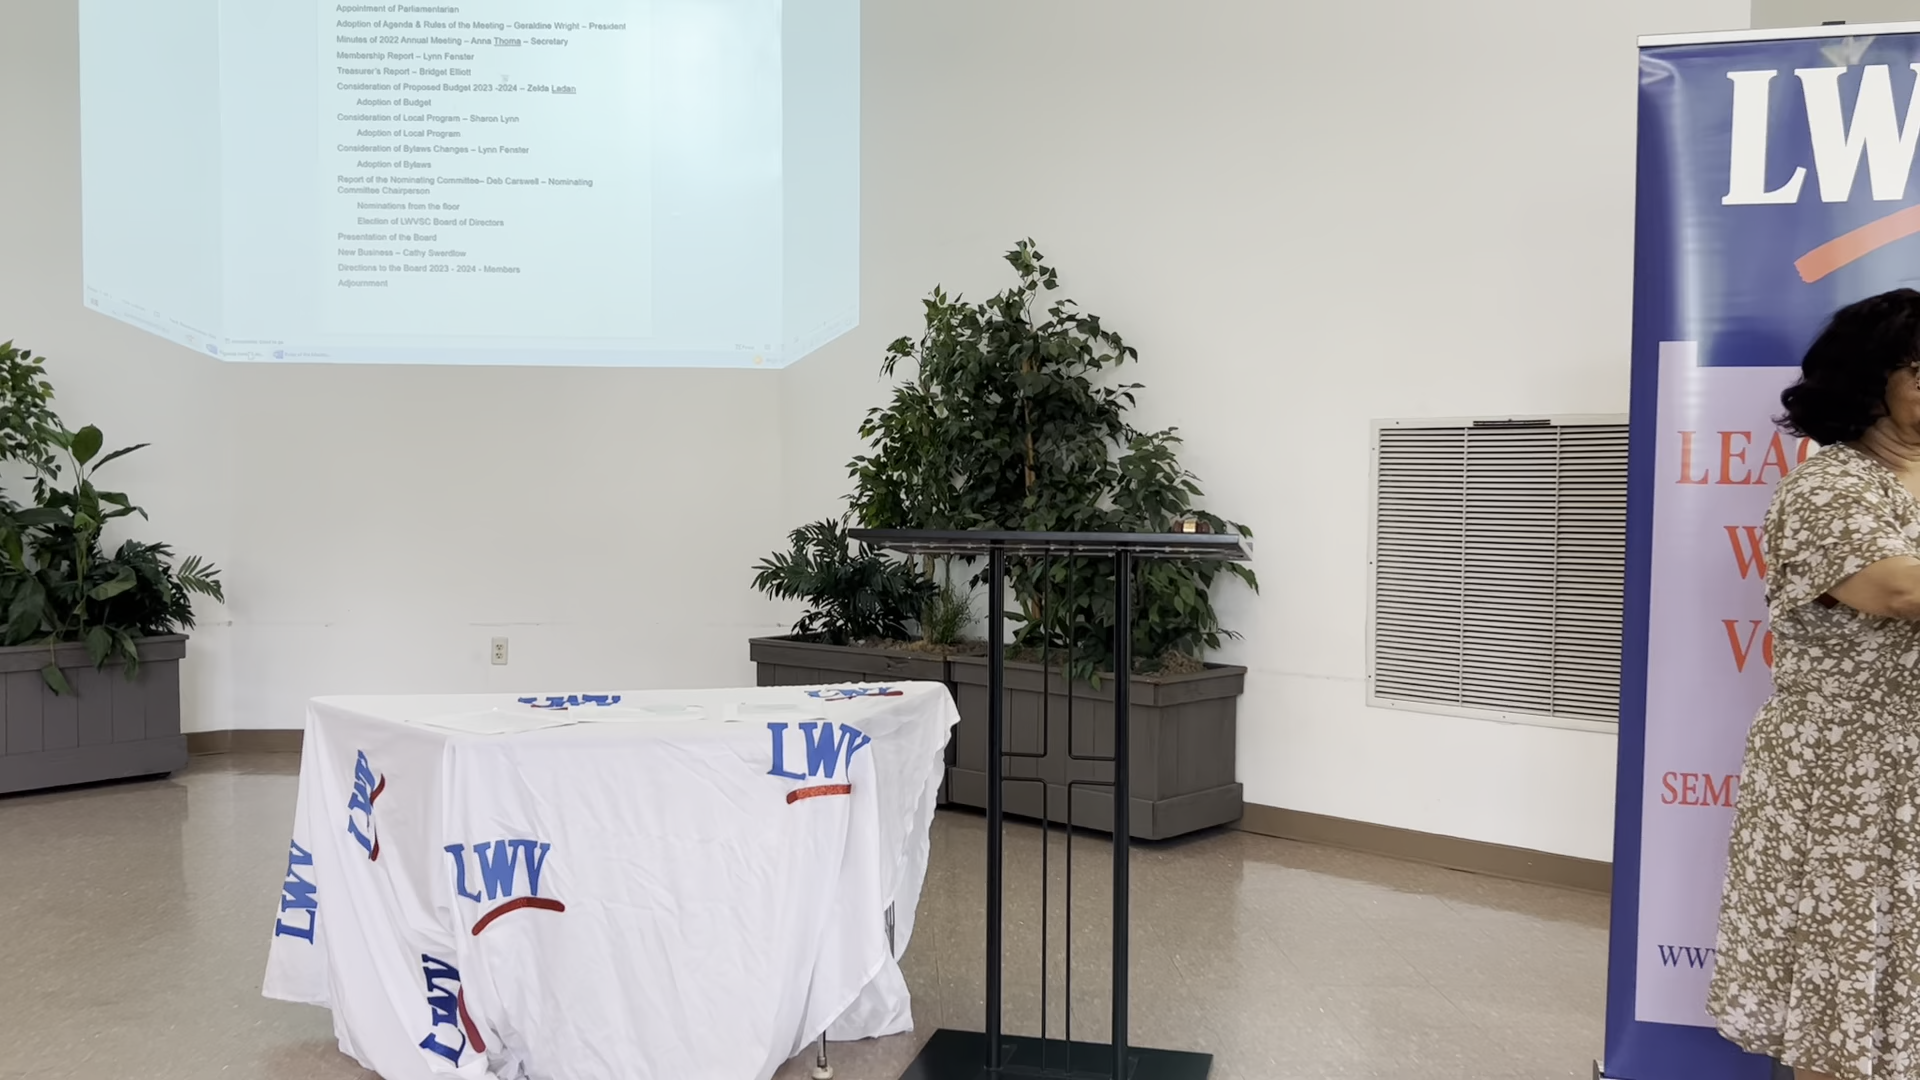 Appointment of Parliamentarian
Adoption of Agenda & Rules of the Meeting – Geraldine Wright – President
Minutes of 2022 Annual Meeting – Anna Thoma – Secretary
Membership Report – Lynn Fenster
Treasurer's Report – Bridget Elliott
Consideration of Proposed Budget 2023 -2024 – Zelda Ladan
Adoption of Budget
Consideration of Local Program – Sharon Lynn
Adoption of Local Program
Consideration of Bylaws Changes – Lynn Fenster
Adoption of Bylaws
Report of the Nominating Committee– Deb Carswell – Nominating
Committee Chairperson
Nominations from the floor
Election of LWVSC Board of Directors
Presentation of the Board
New Business – Cathy Swerdlow
Directions to the Board 2023 - 2024 - Members
Adjournment
LW
LEA
W
V
SEM
WW
LWV
LWV
LWV
LWV
LWV
LWV
LWV